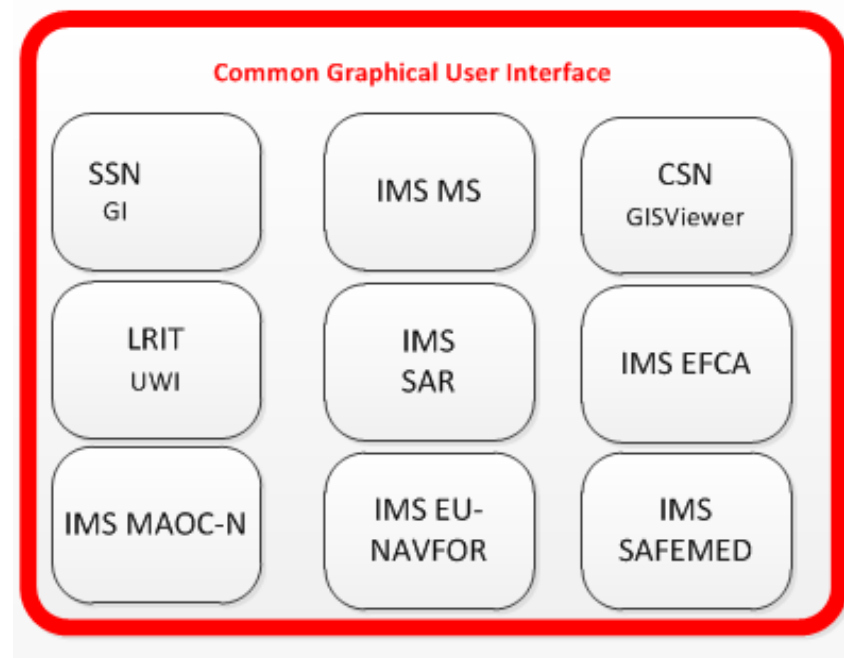 Common Graphical User Interface
SSN
GI
IMS MS
CSN
GISViewer
LRIT
UWI
IMS
SAR
IMS EFCA
IMS MAOC-N
IMS EU-
NAVFOR
IMS
SAFEMED